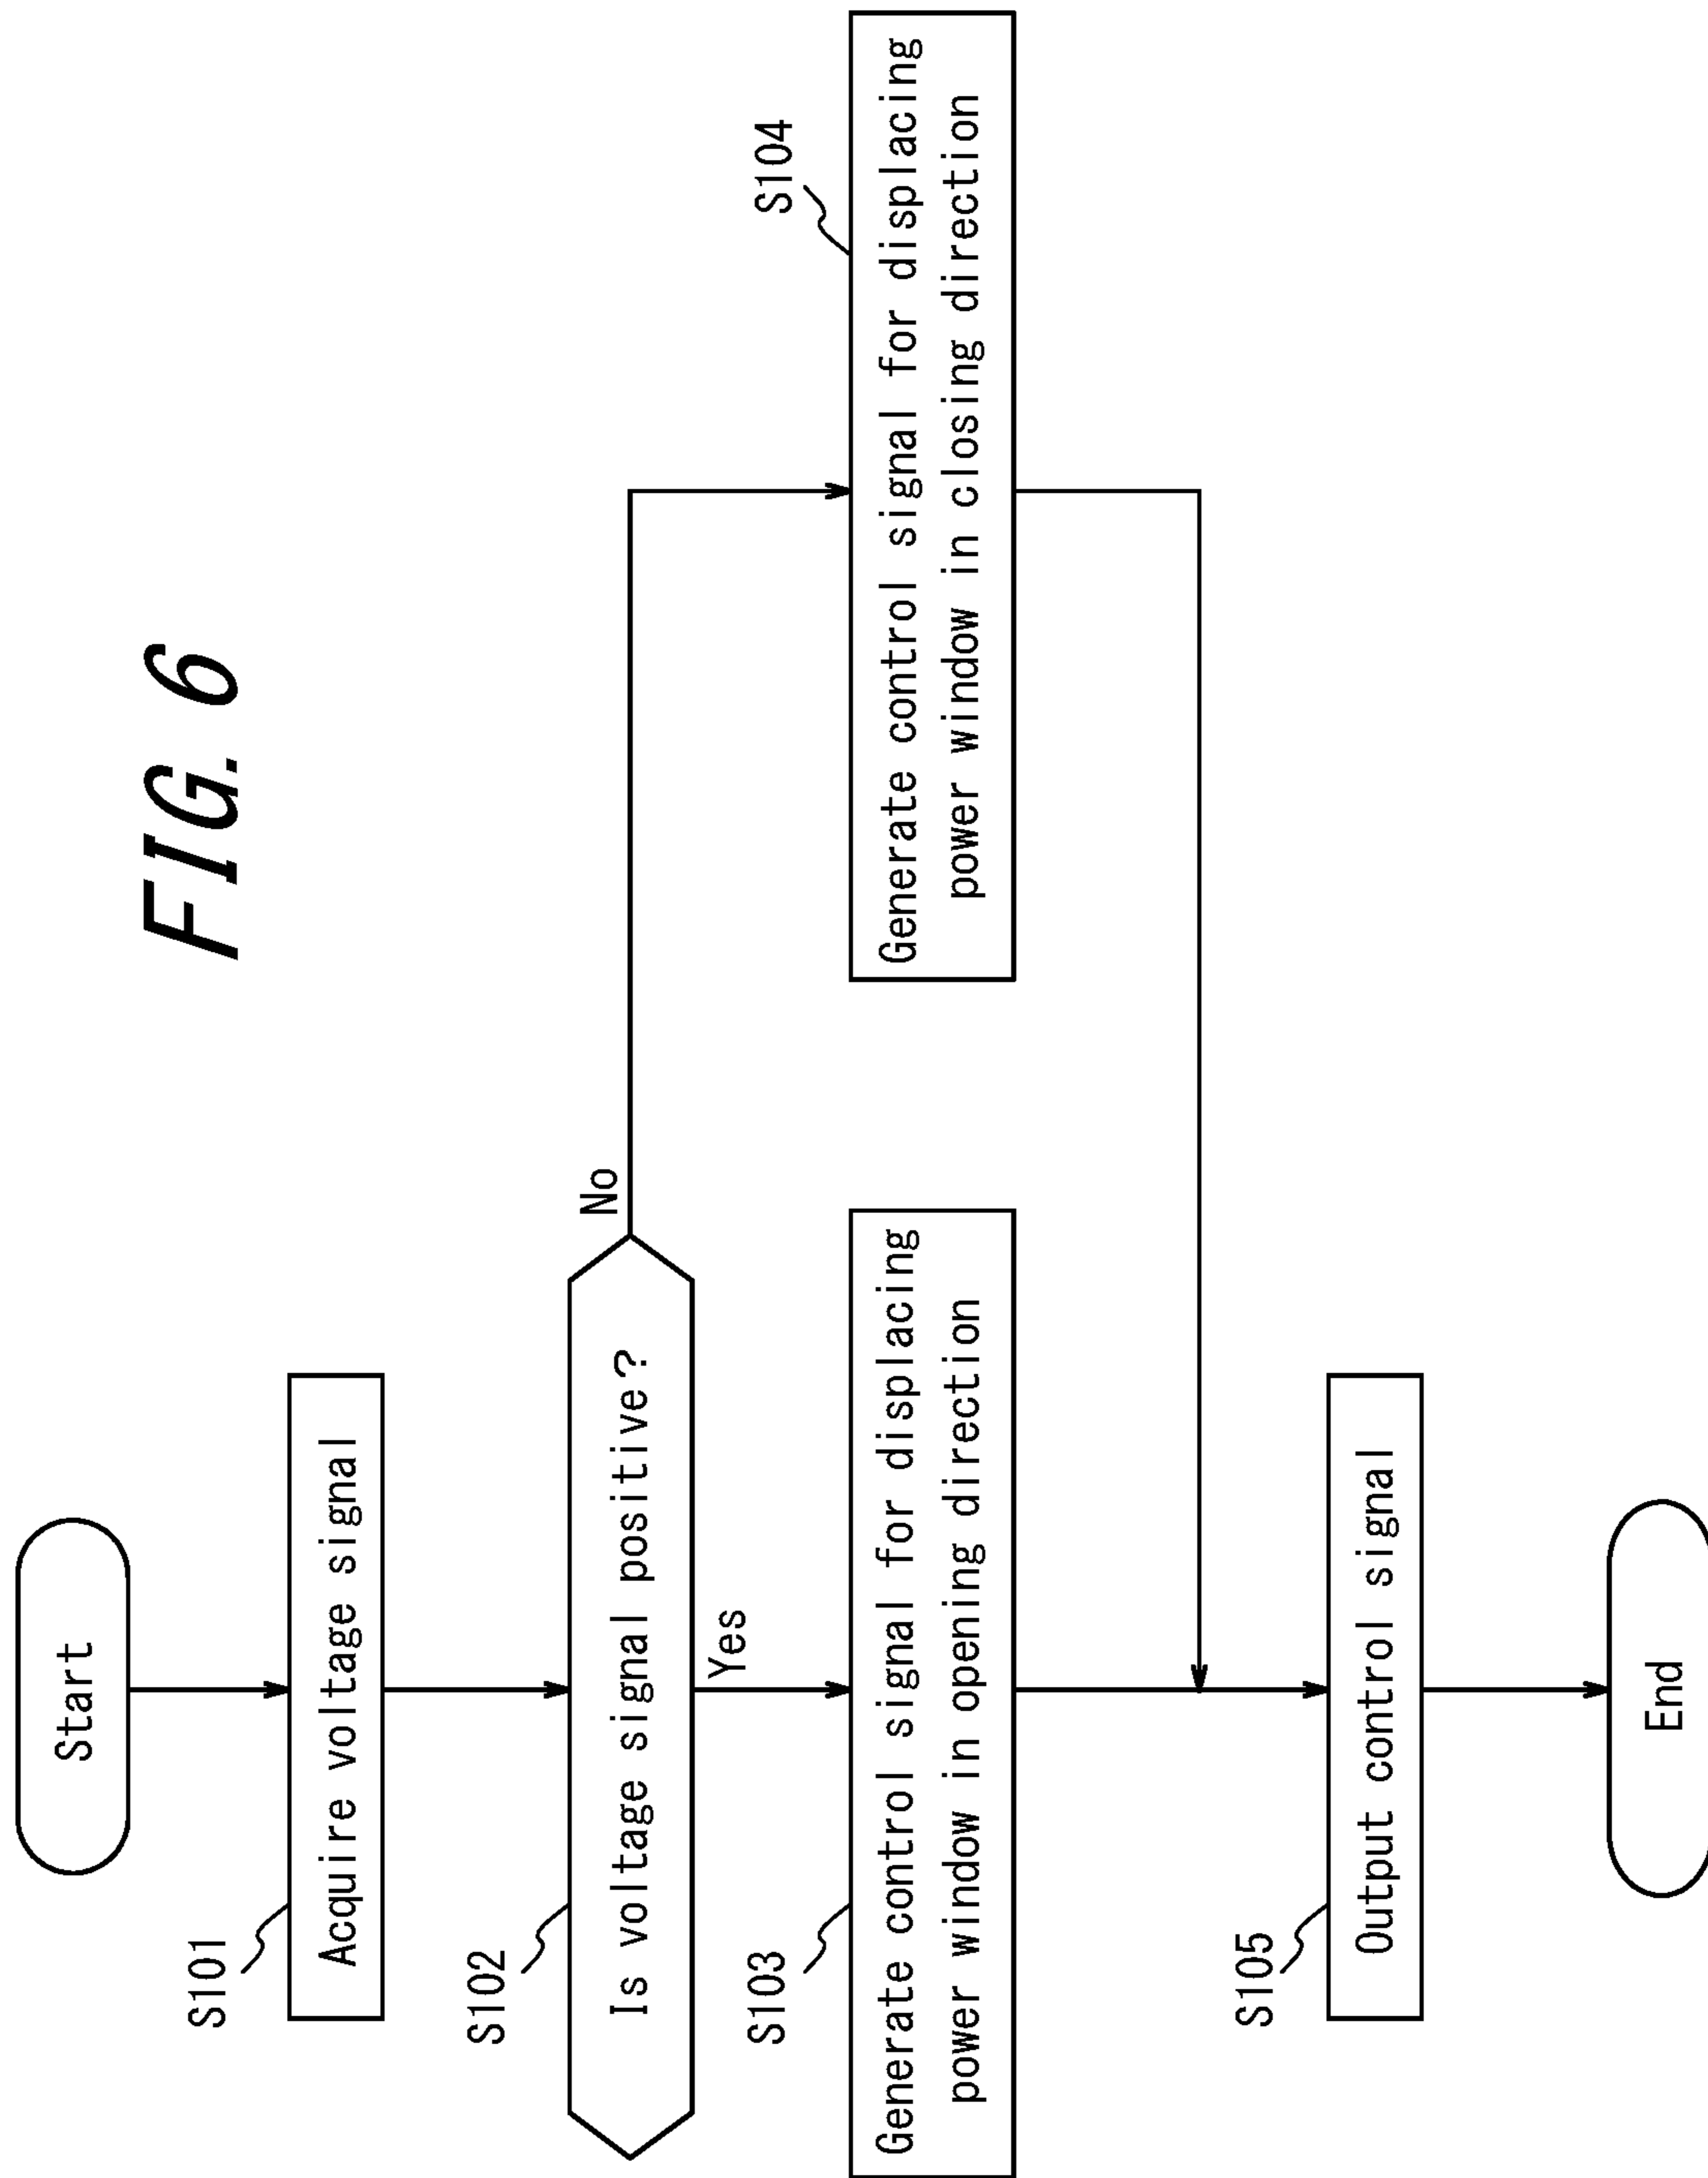 FIG. 6
Start
S101
Acquire voltage signal
S102
Is voltage signal positive?
No
Yes
S103
Generate control signal for displacing
power window in opening direction
S104
Generate control signal for displacing
power window in closing direction
S105
Output control signal
End